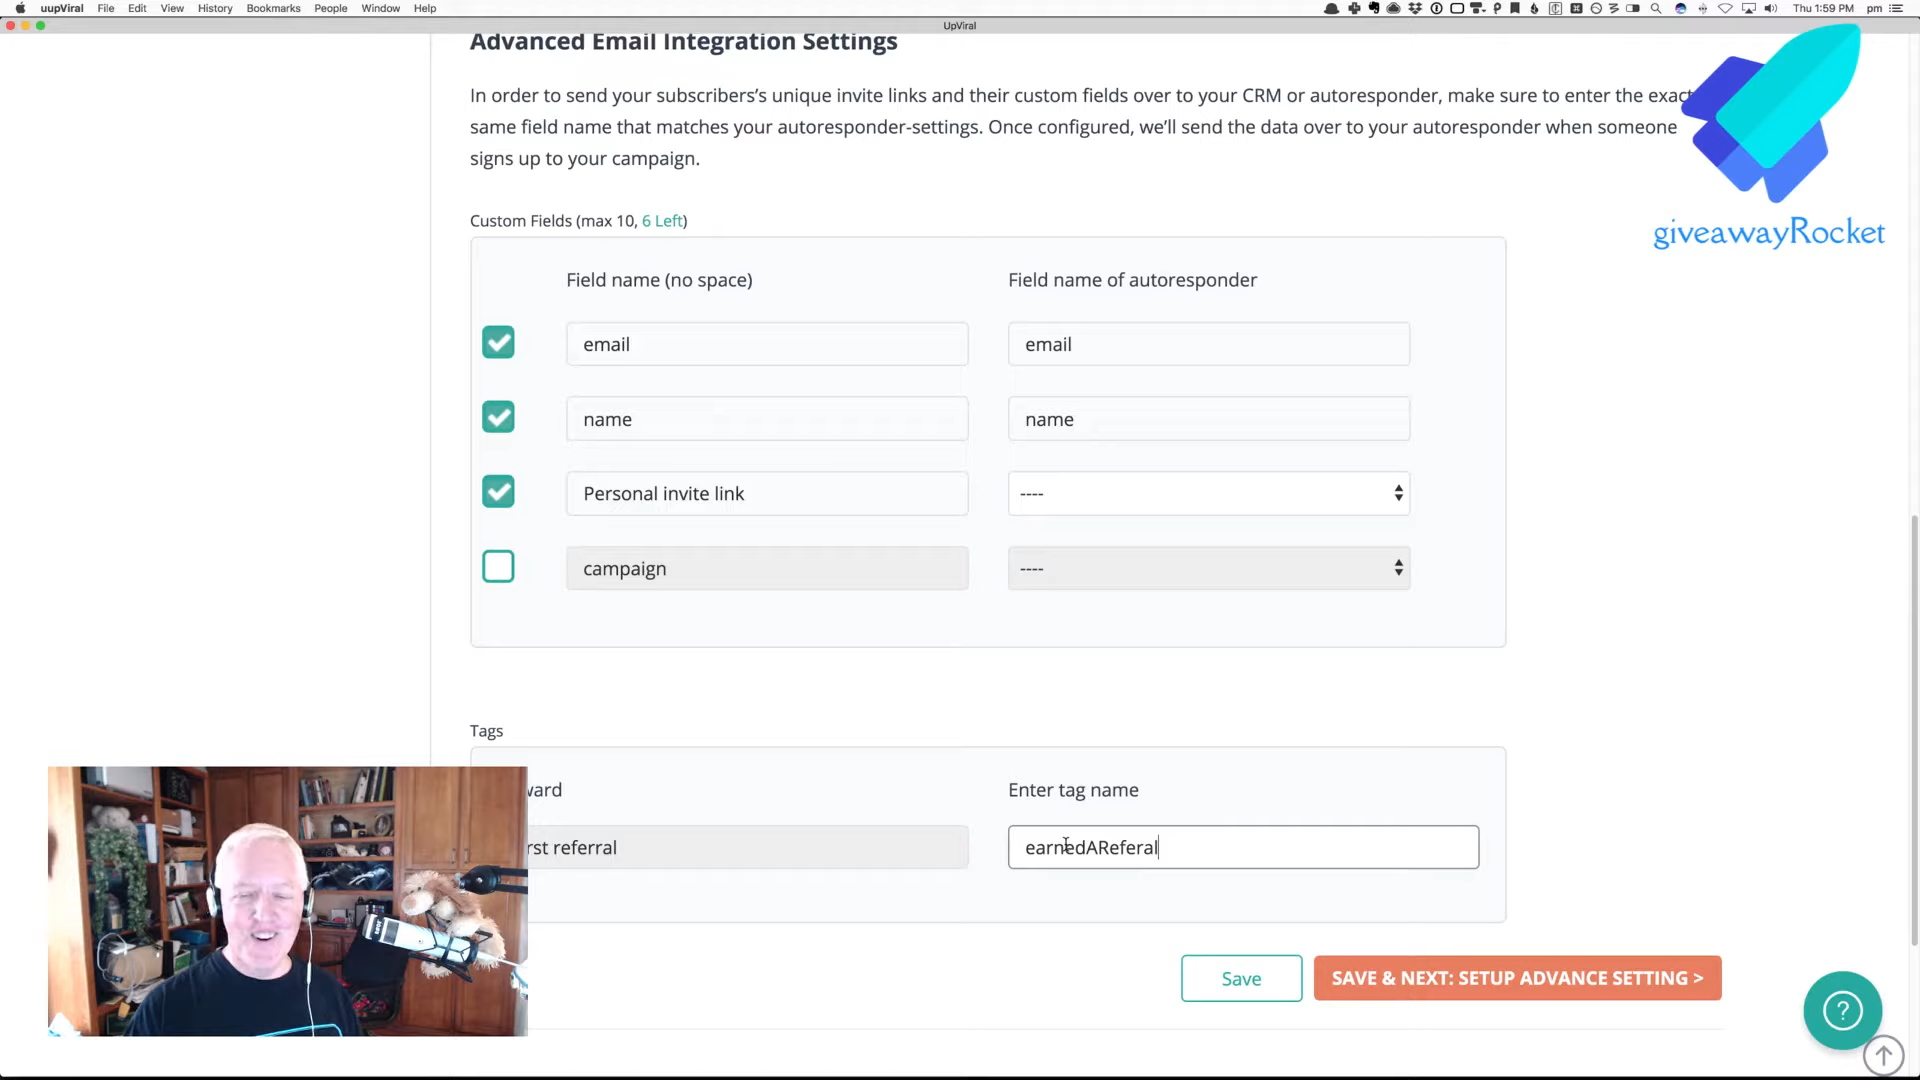 uupViral File Edit View History Bookmarks People Window Help Thu 1:59 PM pm
UpViral
Advanced Email Integration Settings
In order to send your subscribers's unique invite links and their custom fields over to your CRM or autoresponder, make sure to enter the exac
same field name that matches your autoresponder-settings. Once configured, we'll send the data over to your autoresponder when someone
signs up to your campaign.
giveawayRocket
Custom Fields (max 10, 6 Left)
Field name (no space) Field name of autoresponder
email email
name name
Personal invite link ----
campaign ----
Tags
ward Enter tag name
rst referral earnedAReferal
Save SAVE & NEXT: SETUP ADVANCE SETTING >
?